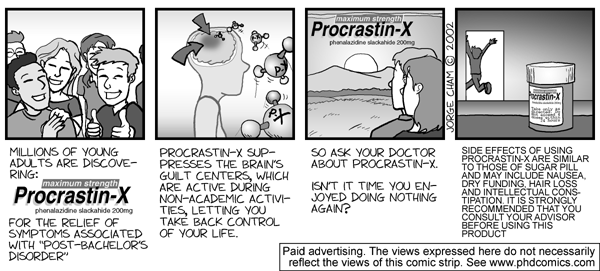 maximum strength
Procrastin-X
phenalazidine slackahide 200mg
JORGE CHAM © 2002
MILLIONS OF YOUNG
ADULTS ARE DISCOVE-
RING:
maximum strength
Procrastin-X
phenalazidine slackahide 200mg
FOR THE RELIEF OF
SYMPTOMS ASSOCIATED
WITH "POST-BACHELOR'S
DISORDER"
PROCRASTIN-X SUP-
PRESSES THE BRAIN'S
GUILT CENTERS, WHICH
ARE ACTIVE DURING
NON-ACADEMIC ACTIVI-
TIES, LETTING YOU
TAKE BACK CONTROL
OF YOUR LIFE.
SO ASK YOUR DOCTOR
ABOUT PROCRASTIN-X.
ISN'T IT TIME YOU EN-
JOYED DOING NOTHING
AGAIN?
rocrastin-X
SIDE EFFECTS OF USING
PROCRASTIN-X ARE SIMILAR
TO THOSE OF SUGAR PILL
AND MAY INCLUDE NAUSEA,
DRY FUNDING, HAIR LOSS
AND INTELLECTUAL CONS-
TIPATION. IT IS STRONGLY
RECOMMENDED THAT YOU
CONSULT YOUR ADVISOR
BEFORE USING THIS
PRODUCT
Paid advertising. The views expressed here do not necessarily
reflect the views of this comic strip. See www.phdcomics.com